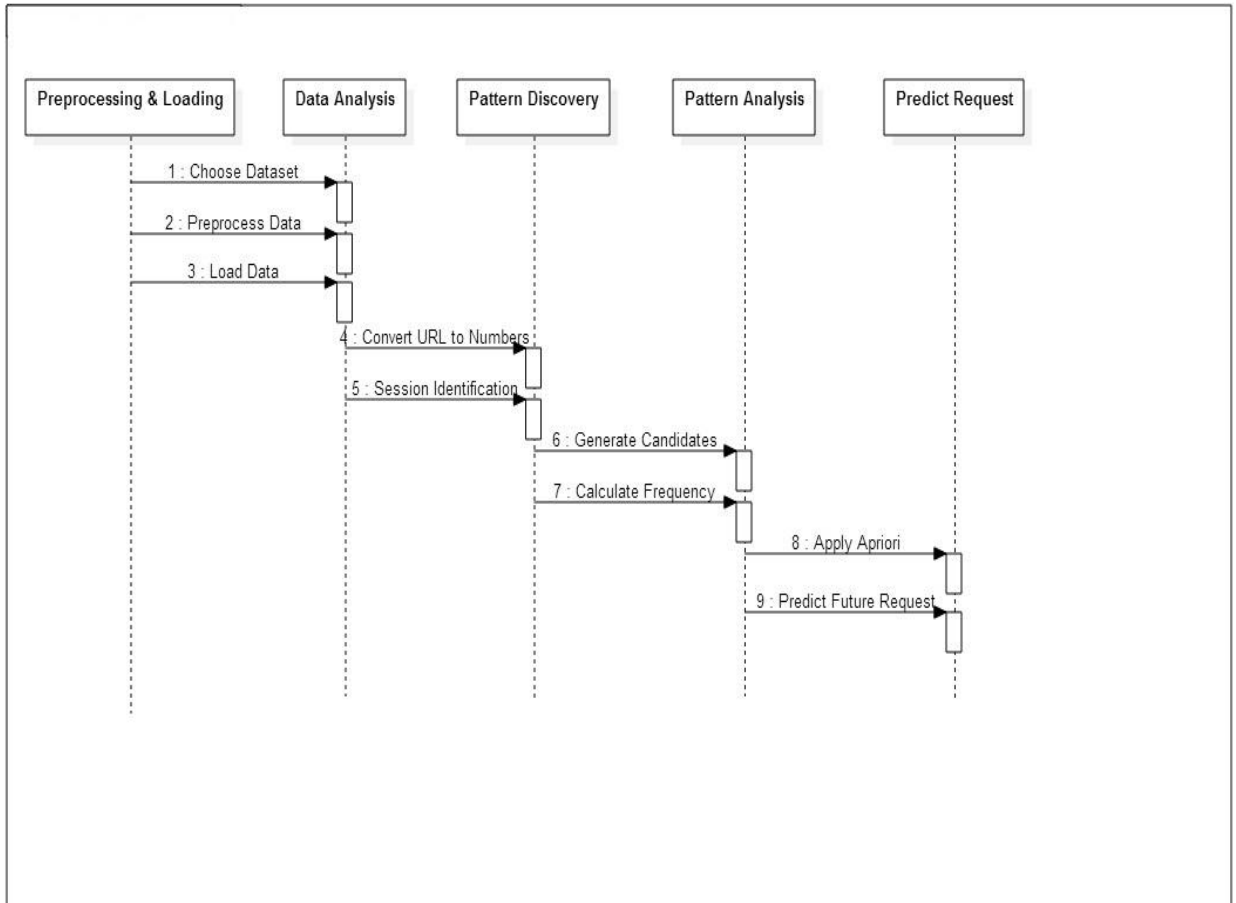 Preprocessing & Loading
Data Analysis
Pattern Discovery
Pattern Analysis
Predict Request
1 : Choose Dataset
2 : Preprocess Data
3 : Load Data
4 : Convert URL to Numbers
5 : Session Identification
6 : Generate Candidates
7 : Calculate Frequency
8 : Apply Apriori
9 : Predict Future Request